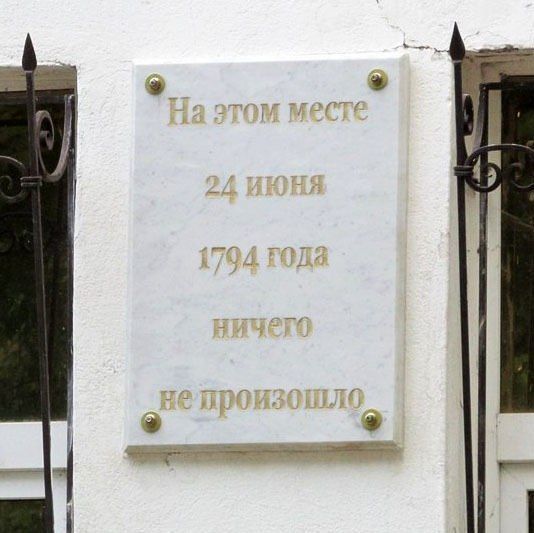 На этом месте
24 июня
1794 года
ничего
не произошло